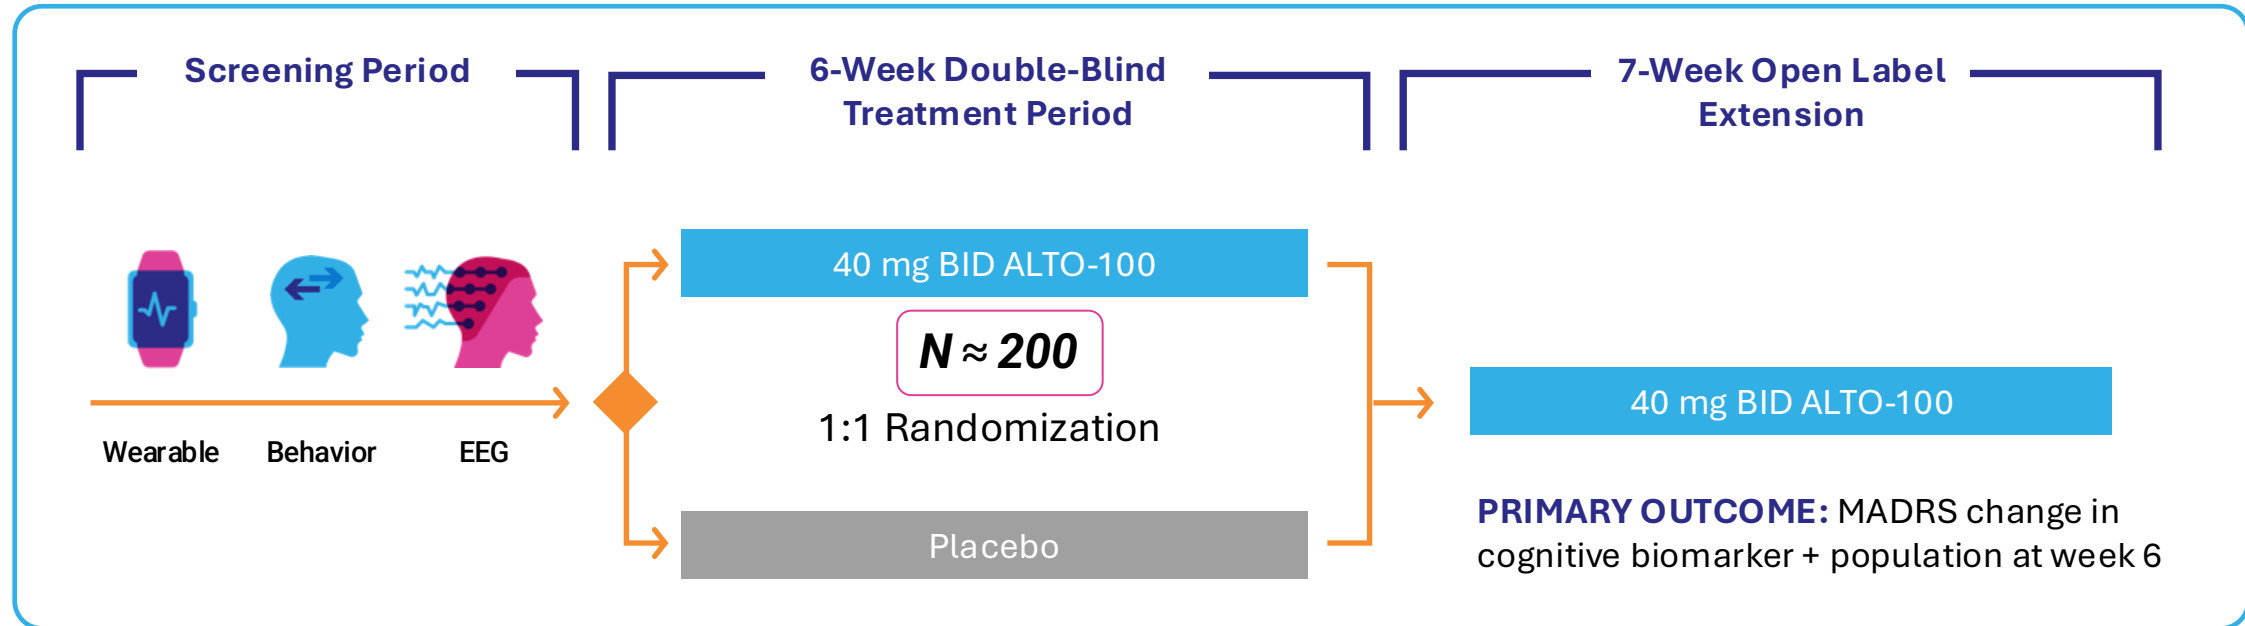 Screening Period
6-Week Double-Blind
Treatment Period
7-Week Open Label
Extension
Wearable
Behavior
EEG
40 mg BID ALTO-100
N ≈ 200
1:1 Randomization
Placebo
40 mg BID ALTO-100
PRIMARY OUTCOME: MADRS change in
cognitive biomarker + population at week 6